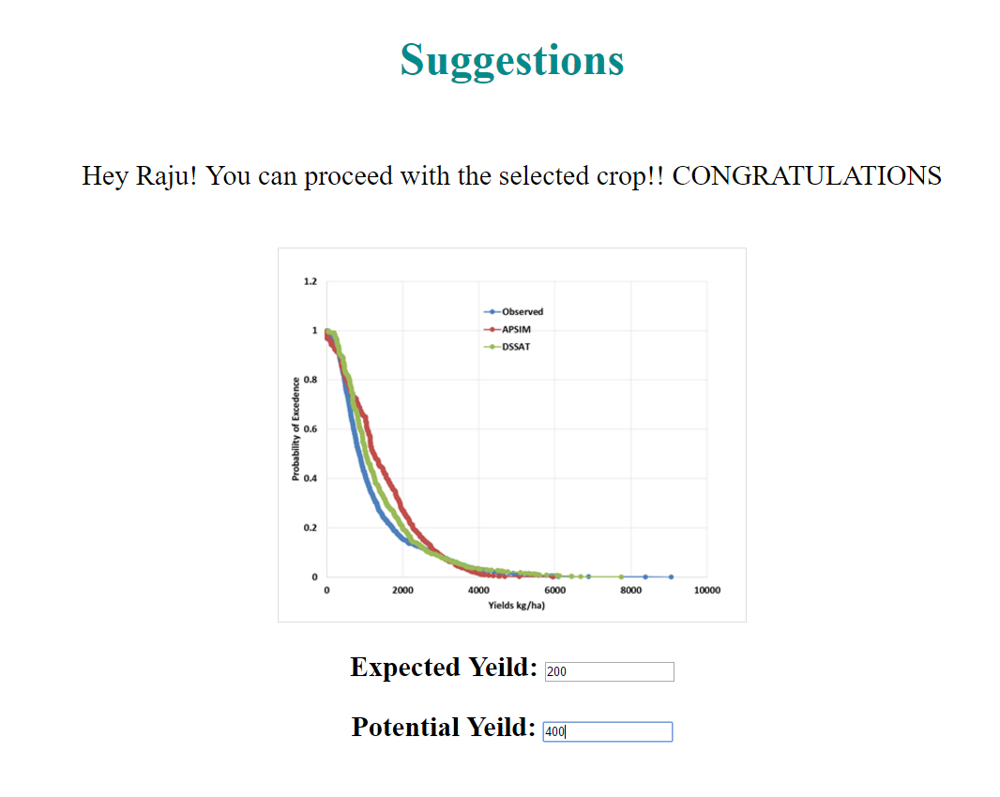 Suggestions
Hey Raju! You can proceed with the selected crop!! CONGRATULATIONS
1.2
1
0.8
0.6
0.4
0.2
0
Probability of Excedence
Observed
APSIM
DSSAT
0 2000 4000 6000 8000 10000
Yields kg/ha)
Expected Yeild: 200
Potential Yeild: 400